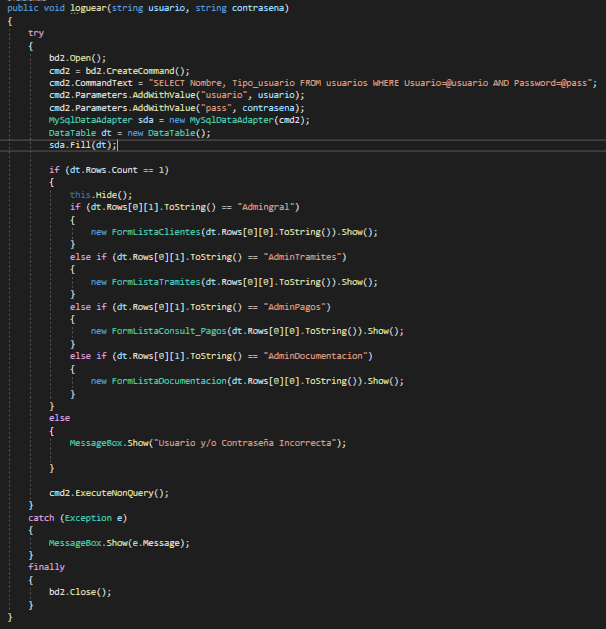 public void loguear(string usuario, string contrasena)
{
try
{
bd2.Open();
cmd2 = bd2.CreateCommand();
cmd2.CommandText = "SELECT Nombre, Tipo_usuario FROM usuarios WHERE Usuario=@usuario AND Password=@pass";
cmd2.Parameters.AddWithValue("usuario", usuario);
cmd2.Parameters.AddWithValue("pass", contrasena);
MySqlDataAdapter sda = new MySqlDataAdapter(cmd2);
DataTable dt = new DataTable();
sda.Fill(dt);
if (dt.Rows.Count == 1)
{
this.Hide();
if (dt.Rows[0][1].ToString() == "Admingral")
{
new FormListaClientes(dt.Rows[0][0].ToString()).Show();
}
else if (dt.Rows[0][1].ToString() == "AdminTramites")
{
new FormListaTramites(dt.Rows[0][0].ToString()).Show();
}
else if (dt.Rows[0][1].ToString() == "AdminPagos")
{
new FormListaConsult_Pagos(dt.Rows[0][0].ToString()).Show();
}
else if (dt.Rows[0][1].ToString() == "AdminDocumentacion")
{
new FormListaDocumentacion(dt.Rows[0][0].ToString()).Show();
}
}
else
{
MessageBox.Show("Usuario y/o Contraseña Incorrecta");
}
cmd2.ExecuteNonQuery();
}
catch (Exception e)
{
MessageBox.Show(e.Message);
}
finally
{
bd2.Close();
}
}